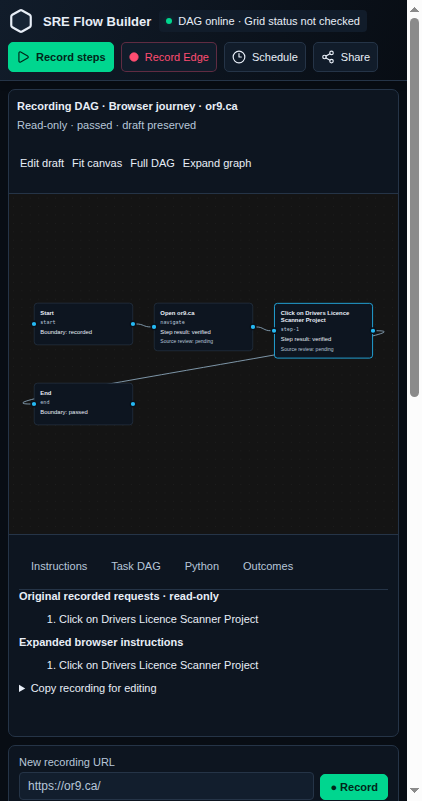 SRE Flow Builder
DAG online · Grid status not checked
Record steps
Record Edge
Schedule
Share
Recording DAG · Browser journey · or9.ca
Read-only · passed · draft preserved
Edit draft
Fit canvas
Full DAG
Expand graph
Start
start
Boundary: recorded
Open or9.ca
navigate
Step result: verified
Source review: pending
Click on Drivers Licence
Scanner Project
step-1
Step result: verified
Source review: pending
End
end
Boundary: passed
Instructions
Task DAG
Python
Outcomes
Original recorded requests · read-only
1. Click on Drivers Licence Scanner Project
Expanded browser instructions
1. Click on Drivers Licence Scanner Project
Copy recording for editing
New recording URL
https://or9.ca/
● Record